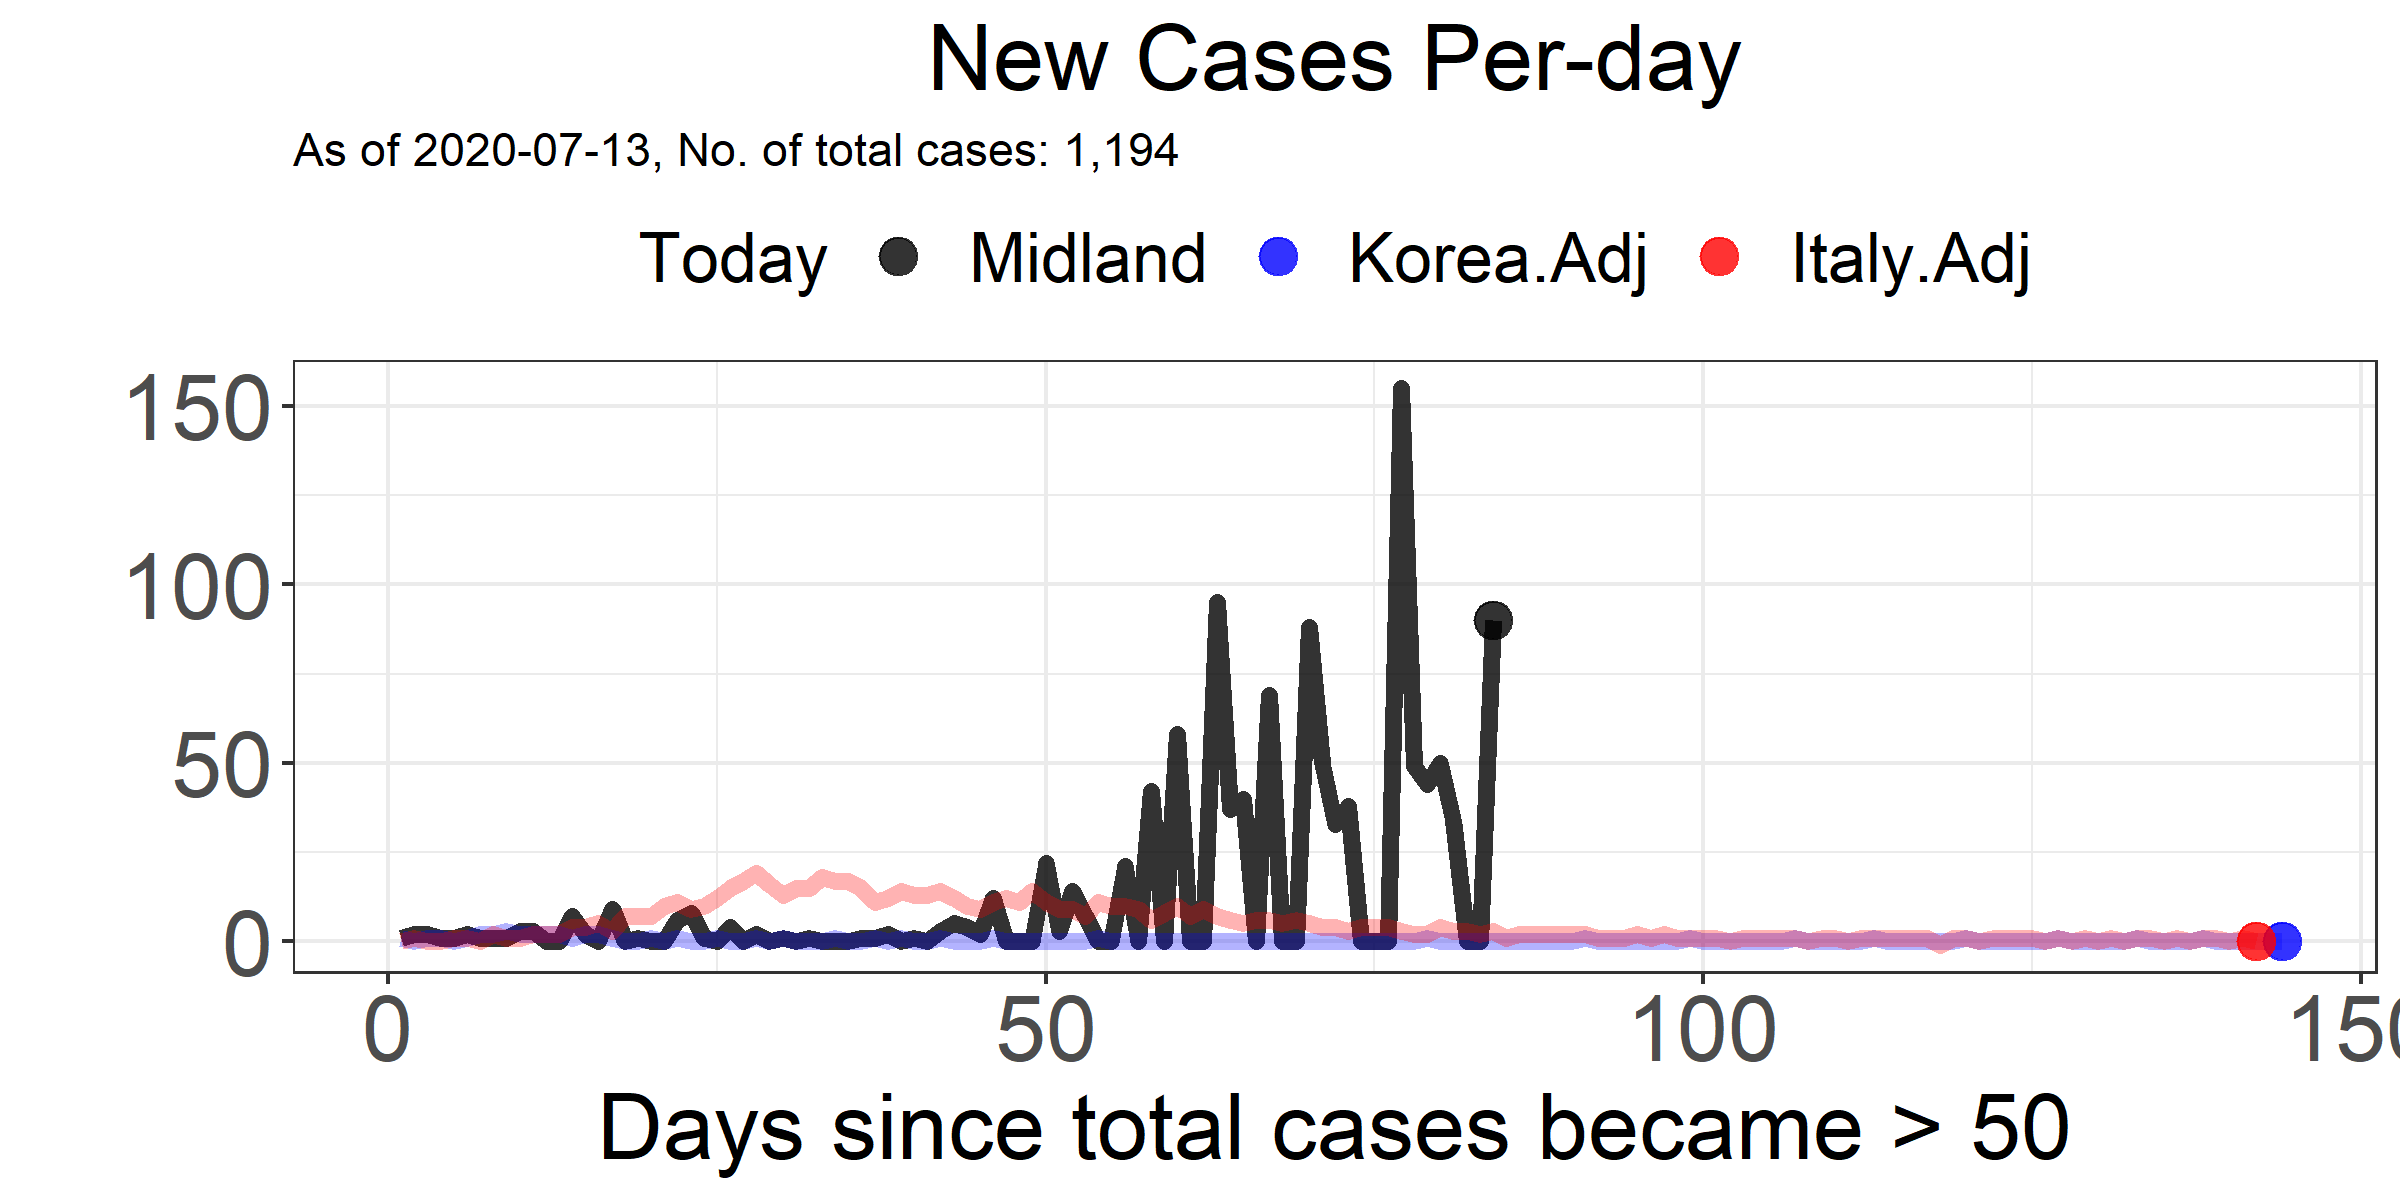 New Cases Per-day
As of 2020-07-13, No. of total cases: 1,194
Today Midland Korea.Adj Italy.Adj
150
100
50
0
0 50 100 150
Days since total cases became > 50